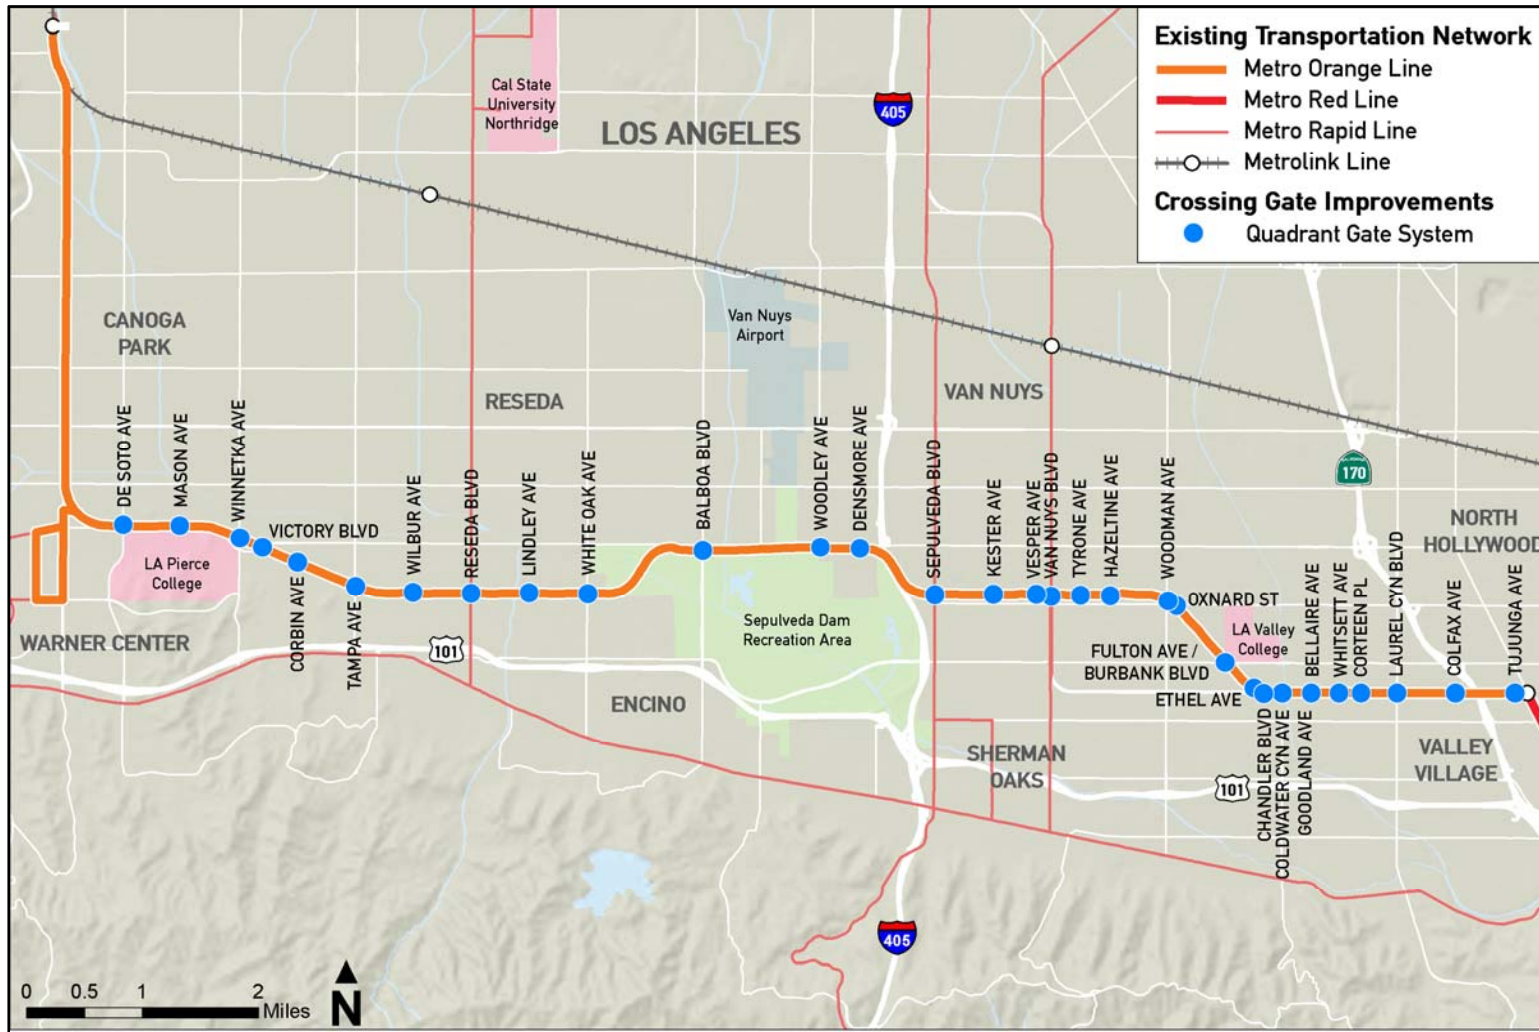 Existing Transportation Network
Metro Orange Line
Metro Red Line
Metro Rapid Line
Metrolink Line
Crossing Gate Improvements
Quadrant Gate System
Cal State
University
Northridge
LOS ANGELES
405
CANOGA
PARK
Van Nuys
Airport
RESEDA
VAN NUYS
170
NORTH
HOLLYWOOD
DE SOTO AVE
MASON AVE
WINNETKA AVE
VICTORY BLVD
CORBIN AVE
TAMPA AVE
WILBUR AVE
RESEDA BLVD
LINDLEY AVE
WHITE OAK AVE
BALBOA BLVD
WOODLEY AVE
DENSMORE AVE
SEPULVEDA BLVD
KESTER AVE
VESPER AVE
VAN NUYS BLVD
TYRONE AVE
HAZELTINE AVE
WOODMAN AVE
OXNARD ST
FULTON AVE /
BURBANK BLVD
ETHEL AVE
CHANDLER BLVD
COLDWATER CYN AVE
GOODLAND AVE
BELLAIRE AVE
WHITSETT AVE
CORTEEN PL
LAUREL CYN BLVD
COLFAX AVE
TUJUNGA AVE
LA Pierce
College
LA Valley
College
Sepulveda Dam
Recreation Area
WARNER CENTER
101
ENCINO
SHERMAN
OAKS
VALLEY
VILLAGE
101
405
0 0.5 1 2
Miles
N